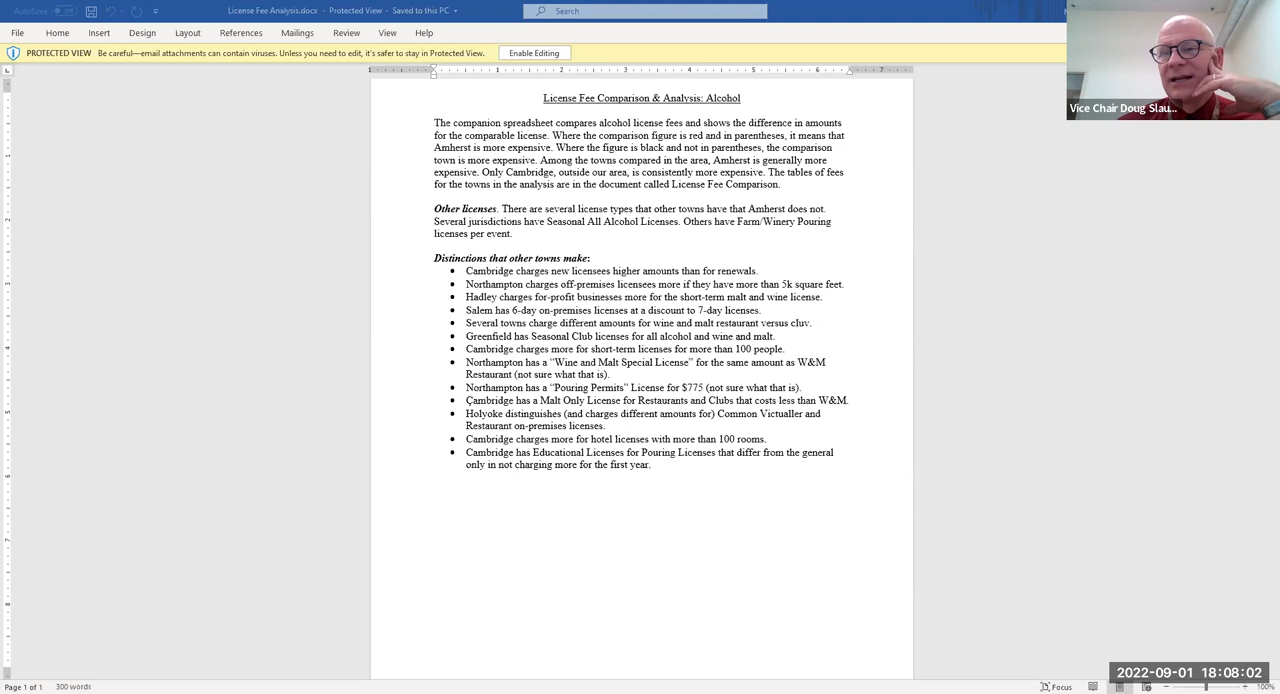 AutoSave Off License Fee Analysis.docx - Protected View - Saved to this PC Search
File Home Insert Design Layout References Mailings Review View Help
PROTECTED VIEW Be careful—email attachments can contain viruses. Unless you need to edit, it's safer to stay in Protected View. Enable Editing
1 1 2 3 4 5 6 7
License Fee Comparison & Analysis: Alcohol
The companion spreadsheet compares alcohol license fees and shows the difference in amounts
for the comparable license. Where the comparison figure is red and in parentheses, it means that
Amherst is more expensive. Where the figure is black and not in parentheses, the comparison
town is more expensive. Among the towns compared in the area, Amherst is generally more
expensive. Only Cambridge, outside our area, is consistently more expensive. The tables of fees
for the towns in the analysis are in the document called License Fee Comparison.
Other licenses. There are several license types that other towns have that Amherst does not.
Several jurisdictions have Seasonal All Alcohol Licenses. Others have Farm/Winery Pouring
licenses per event.
Distinctions that other towns make:
• Cambridge charges new licensees higher amounts than for renewals.
• Northampton charges off-premises licensees more if they have more than 5k square feet.
• Hadley charges for-profit businesses more for the short-term malt and wine license.
• Salem has 6-day on-premises licenses at a discount to 7-day licenses.
• Several towns charge different amounts for wine and malt restaurant versus cluv.
• Greenfield has Seasonal Club licenses for all alcohol and wine and malt.
• Cambridge charges more for short-term licenses for more than 100 people.
• Northampton has a “Wine and Malt Special License” for the same amount as W&M
Restaurant (not sure what that is).
• Northampton has a “Pouring Permits” License for $775 (not sure what that is).
• Cambridge has a Malt Only License for Restaurants and Clubs that costs less than W&M.
• Holyoke distinguishes (and charges different amounts for) Common Victualler and
Restaurant on-premises licenses.
• Cambridge charges more for hotel licenses with more than 100 rooms.
• Cambridge has Educational Licenses for Pouring Licenses that differ from the general
only in not charging more for the first year.
Vice Chair Doug Slau...
2022-09-01 18:08:02
Page 1 of 1 300 words Focus 100%